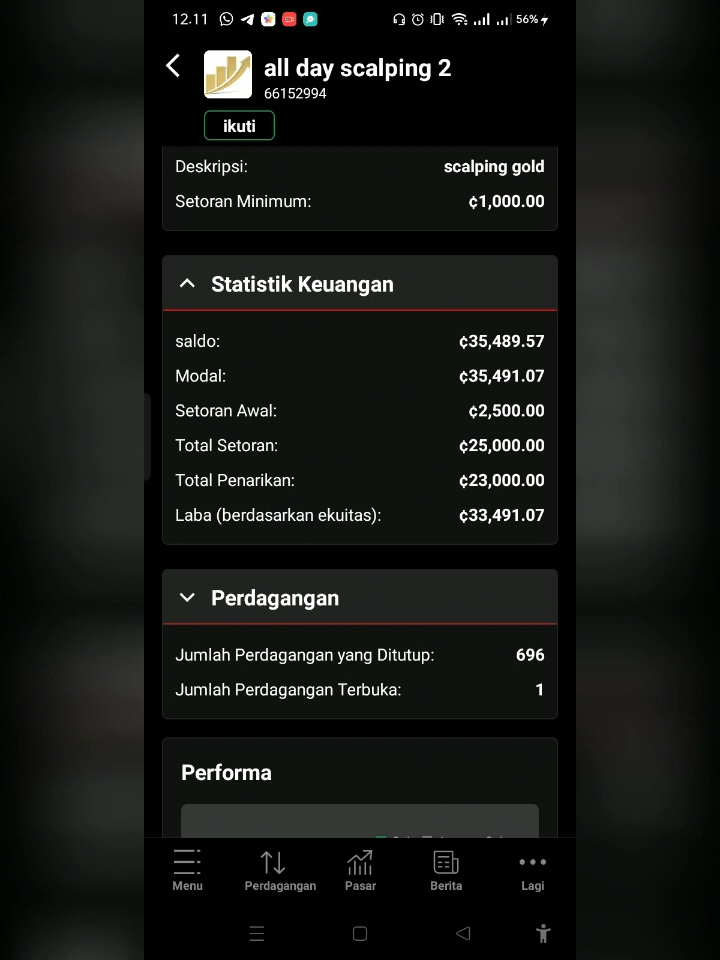 12.11
56%
all day scalping 2
66152994
ikuti
Deskripsi: scalping gold
Setoran Minimum: ¢1,000.00
Statistik Keuangan
saldo: ¢35,489.57
Modal: ¢35,491.07
Setoran Awal: ¢2,500.00
Total Setoran: ¢25,000.00
Total Penarikan: ¢23,000.00
Laba (berdasarkan ekuitas): ¢33,491.07
Perdagangan
Jumlah Perdagangan yang Ditutup: 696
Jumlah Perdagangan Terbuka: 1
Performa
Menu Perdagangan Pasar Berita Lagi